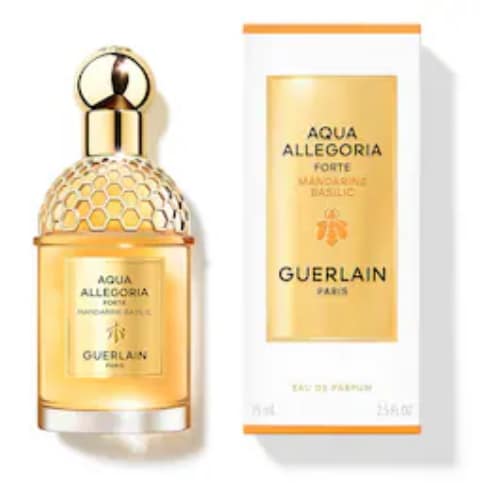 AQUA
ALLEGORIA
FORTE
MANDARINE BASILIC
GUERLAIN
AQUA
ALLEGORIA
FORTE
MANDARINE
BASILIC
GUERLAIN
PARIS
EAU DE PARFUM
75 mL 2.5 FL.OZ